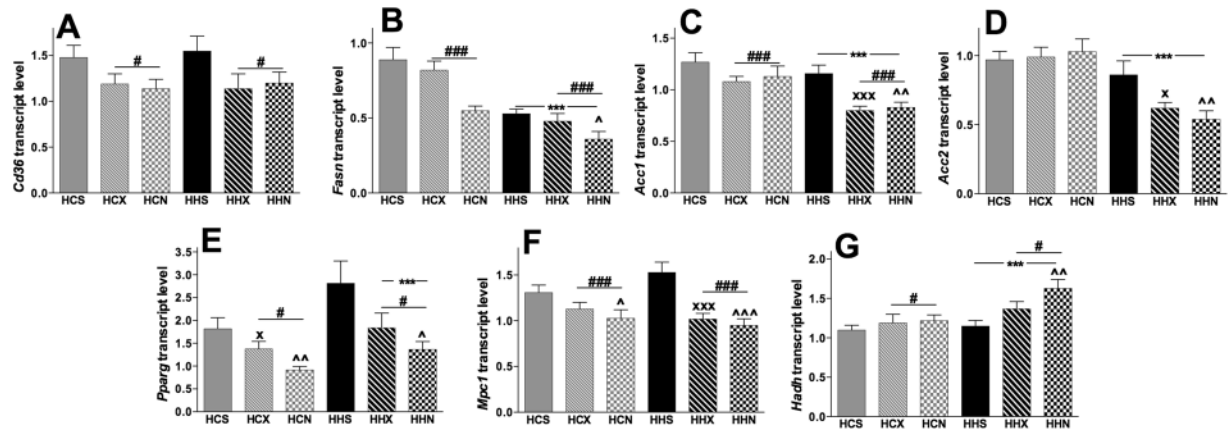 A
Cd36 transcript level
1.5
1.0
0.5
0.0
#
#
HCS HCX HCN HHS HHX HHN
B
Fasn transcript level
1.0
0.5
0.0
###
###
***
^
HCS HCX HCN HHS HHX HHN
C
Acc1 transcript level
1.5
1.0
0.5
0.0
###
***
###
xxx
^^
HCS HCX HCN HHS HHX HHN
D
Acc2 transcript level
1.0
0.5
0.0
***
x
^^
HCS HCX HCN HHS HHX HHN
E
Pparg transcript level
3.5
3.0
2.5
2.0
1.5
1.0
0.5
0.0
***
#
#
x
^^
^
HCS HCX HCN HHS HHX HHN
F
Mpc1 transcript level
1.5
1.0
0.5
0.0
###
###
^
xxx
^^^
HCS HCX HCN HHS HHX HHN
G
Hadh transcript level
2.0
1.5
1.0
0.5
0.0
#
***
^^
#
HCS HCX HCN HHS HHX HHN